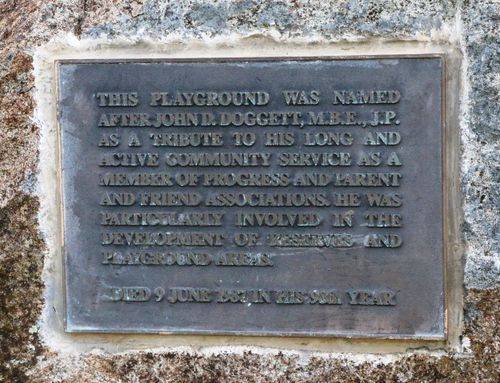 THIS PLAYGROUND WAS NAMED
AFTER JOHN D. DOGGETT, M.B.E., J.P.
AS A TRIBUTE TO HIS LONG AND
ACTIVE COMMUNITY SERVICE AS A
MEMBER OF PROGRESS AND PARENT
AND FRIEND ASSOCIATIONS. HE WAS
PARTICULARLY INVOLVED IN THE
DEVELOPMENT OF RESERVES AND
PLAYGROUND AREAS.
DIED 9 JUNE 1987 IN HIS 90th YEAR